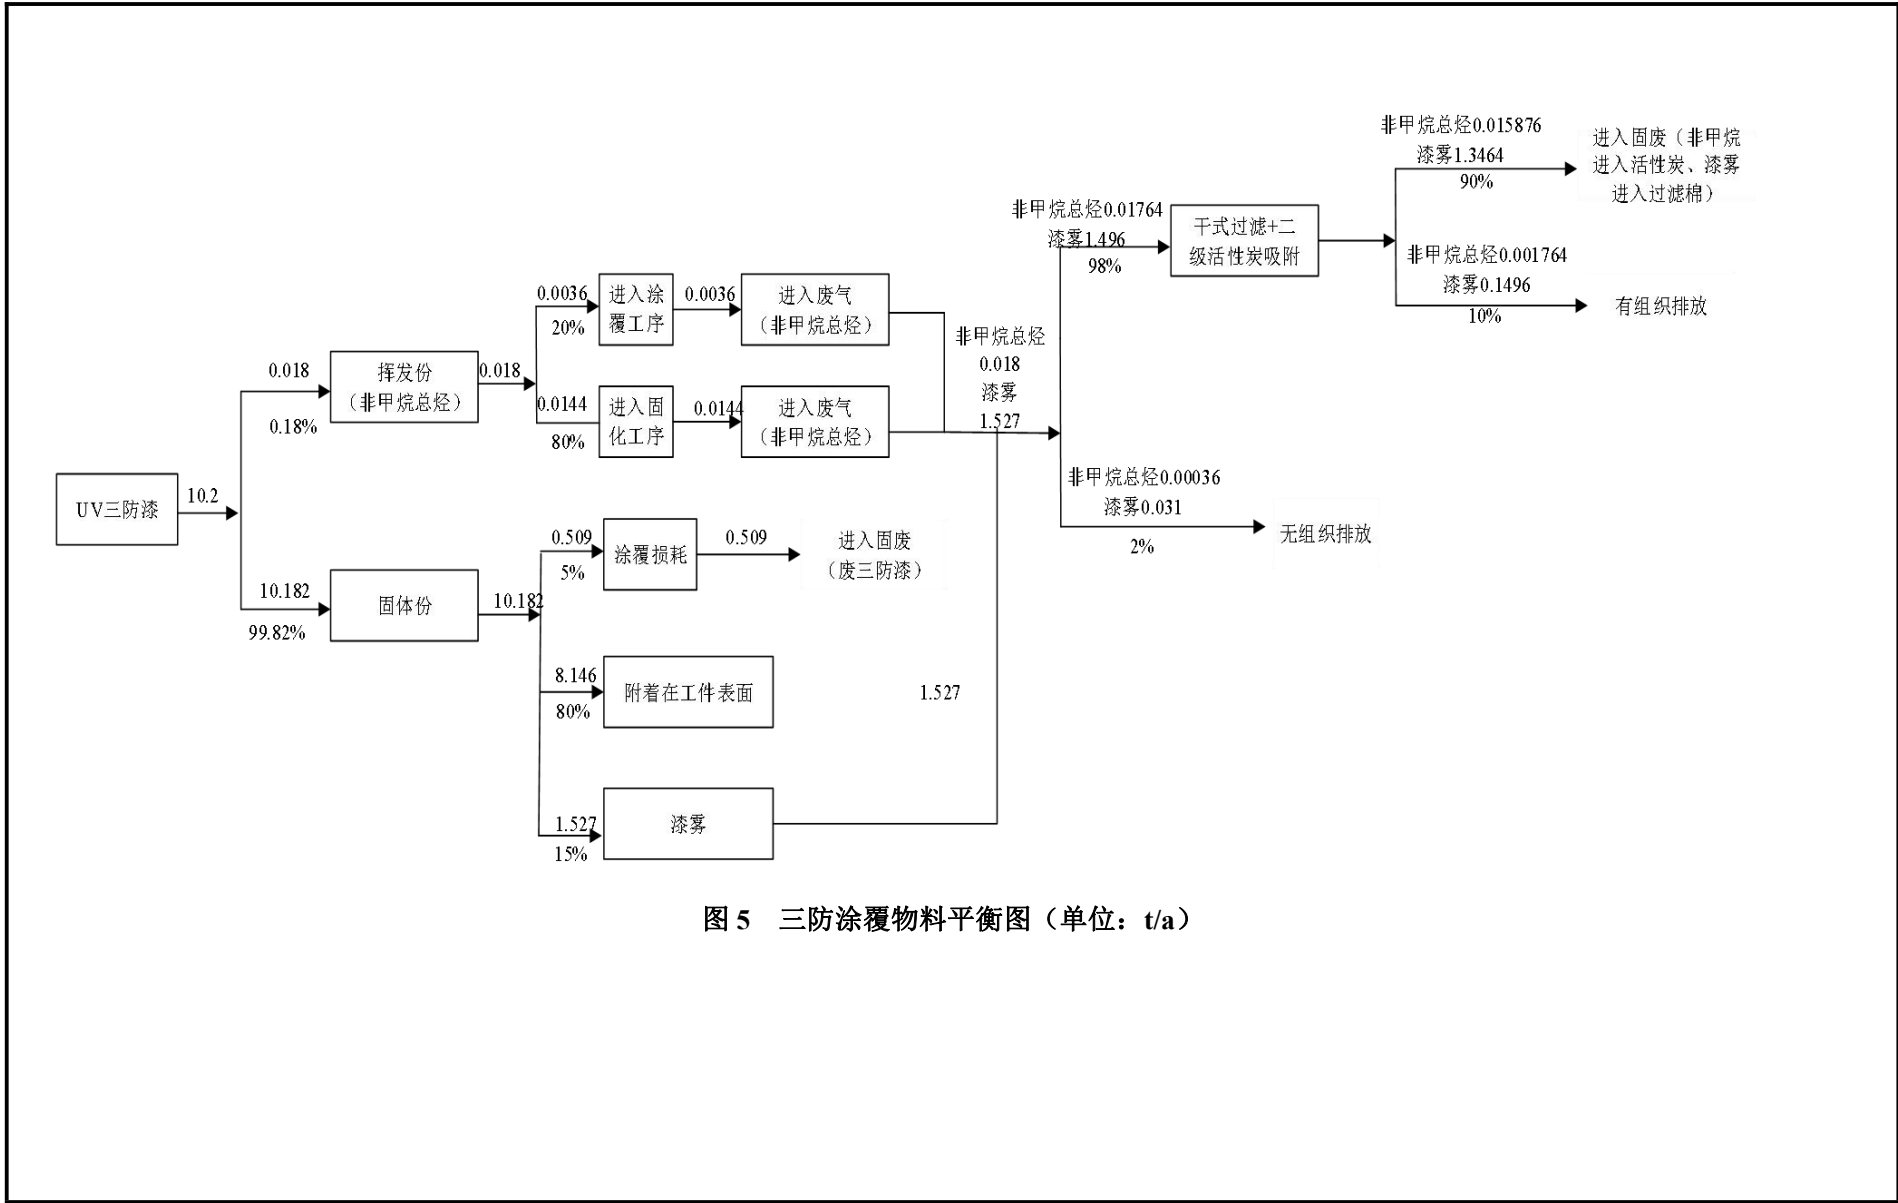 非甲烷总烃0.015876
漆雾1.3464
90%
进入固废（非甲烷
进入活性炭、漆雾
进入过滤棉）
非甲烷总烃0.01764
漆雾1.496
98%
干式过滤+二
级活性炭吸附
非甲烷总烃0.001764
漆雾0.1496
10%
有组织排放
0.0036
20%
进入涂
覆工序
0.0036
进入废气
（非甲烷总烃）
非甲烷总烃
0.018
漆雾
1.527
0.018
0.18%
挥发份
（非甲烷总烃）
0.018
0.0144
80%
进入固
化工序
0.0144
进入废气
（非甲烷总烃）
非甲烷总烃0.00036
漆雾0.031
2%
无组织排放
UV三防漆
10.2
0.509
5%
涂覆损耗
0.509
进入固废
（废三防漆）
10.182
99.82%
固体份
10.182
8.146
80%
附着在工件表面
1.527
1.527
15%
漆雾
图 5 三防涂覆物料平衡图（单位：t/a）